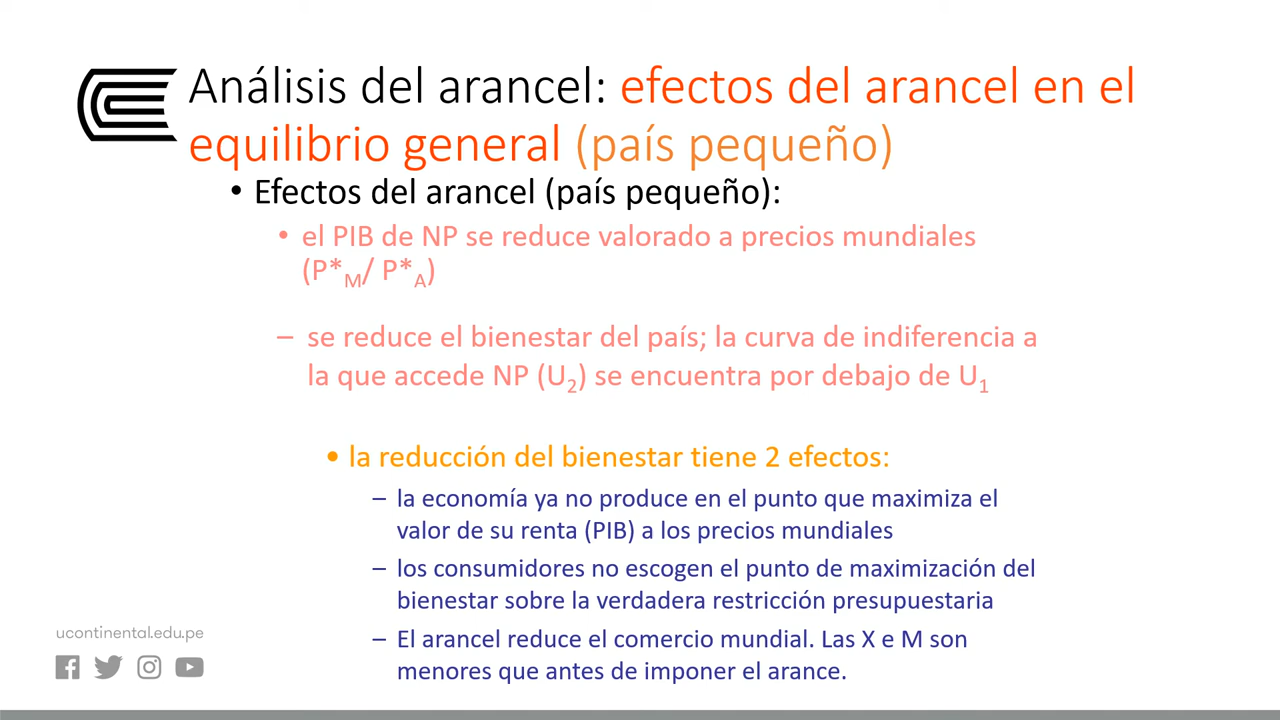 Análisis del arancel: efectos del arancel en el
equilibrio general (país pequeño)
• Efectos del arancel (país pequeño):
• el PIB de NP se reduce valorado a precios mundiales
(P*M/ P*A)
– se reduce el bienestar del país; la curva de indiferencia a
la que accede NP (U2) se encuentra por debajo de U1
• la reducción del bienestar tiene 2 efectos:
– la economía ya no produce en el punto que maximiza el
valor de su renta (PIB) a los precios mundiales
– los consumidores no escogen el punto de maximización del
bienestar sobre la verdadera restricción presupuestaria
– El arancel reduce el comercio mundial. Las X e M son
menores que antes de imponer el arance.
ucontinental.edu.pe